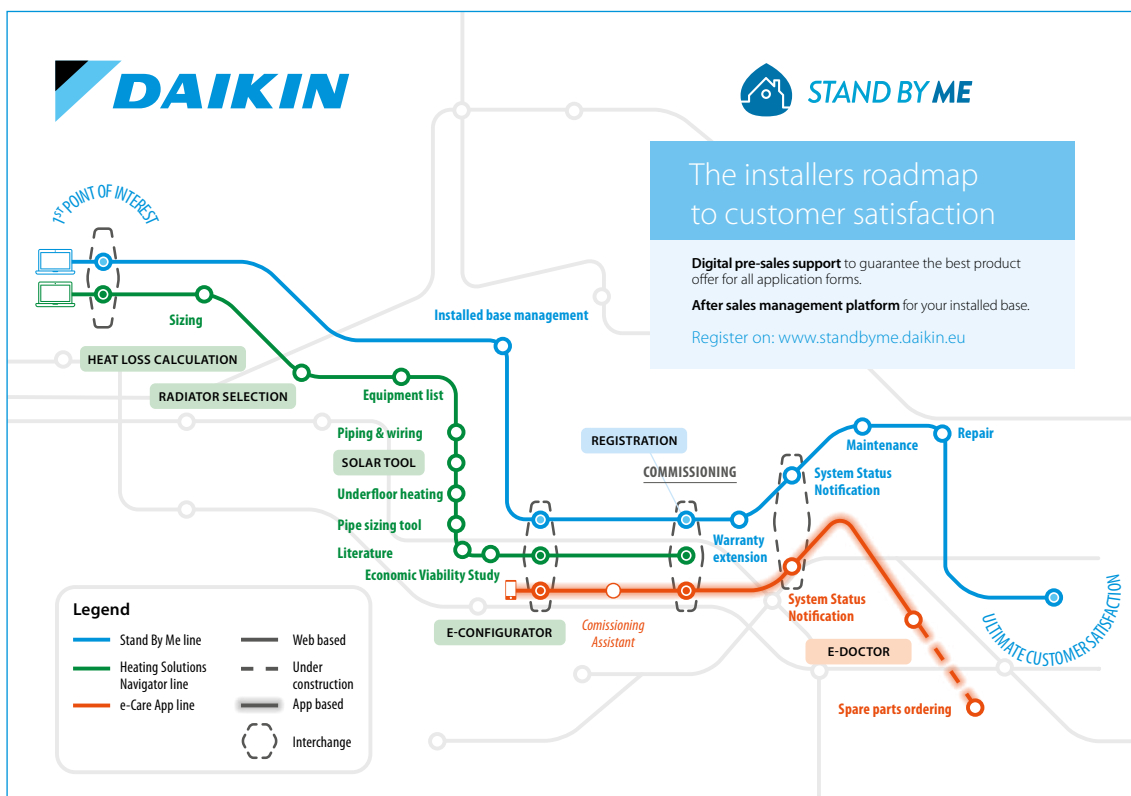 DAIKIN
STAND BY ME
The installers roadmap
to customer satisfaction
Digital pre-sales support to guarantee the best product
offer for all application forms.
After sales management platform for your installed base.
Register on: www.standbyme.daikin.eu
1ST POINT OF INTEREST
Sizing
Installed base management
HEAT LOSS CALCULATION
RADIATOR SELECTION
Equipment list
Piping & wiring
SOLAR TOOL
Underfloor heating
Pipe sizing tool
Literature
Economic Viability Study
REGISTRATION
COMMISSIONING
Maintenance
Repair
System Status
Notification
Warranty
extension
System Status
Notification
E-CONFIGURATOR
Comissioning
Assistant
E-DOCTOR
Spare parts ordering
ULTIMATE CUSTOMER SATISFACTION
Legend
Stand By Me line
Heating Solutions
Navigator line
e-Care App line
Web based
Under
construction
App based
Interchange